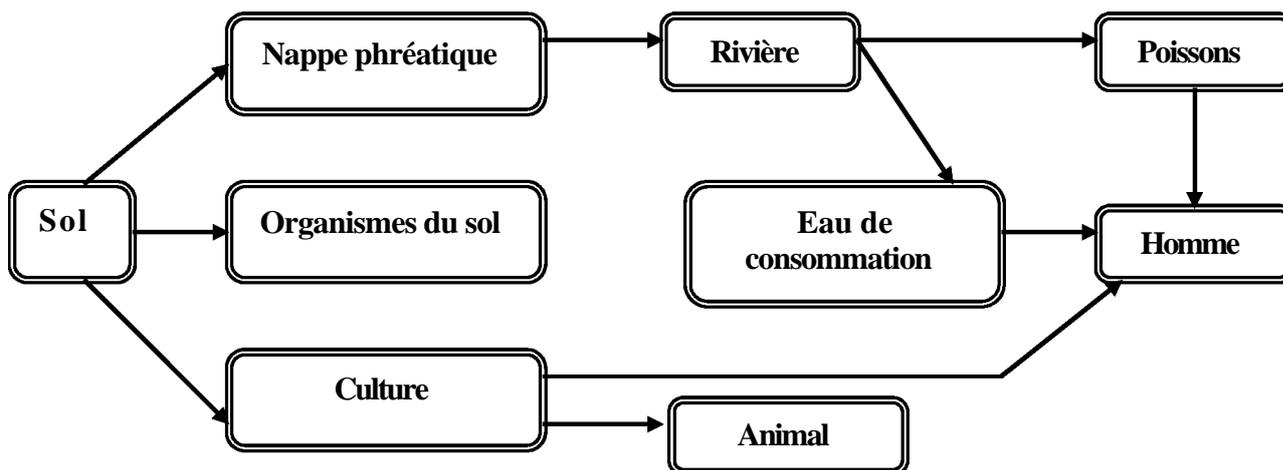 Nappe phréatique
Rivière
Poissons
Sol
Organismes du sol
Eau de
consommation
Homme
Culture
Animal